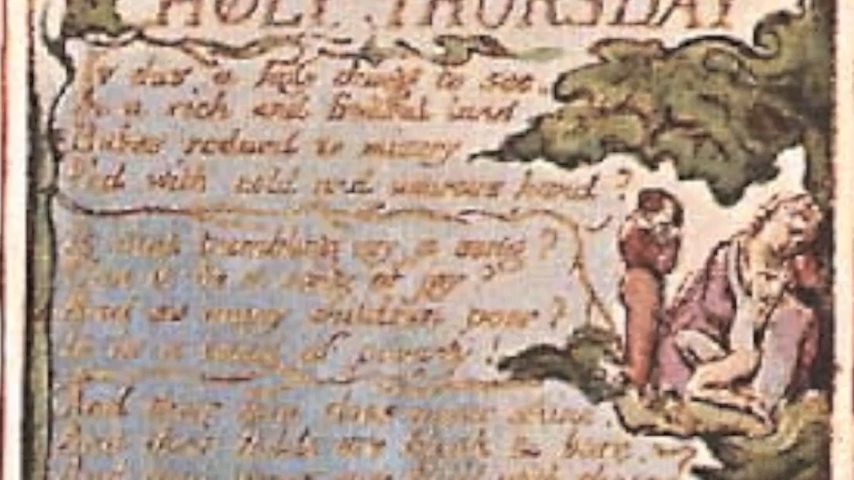 HOLY THURSDAY
Is this a holy thing to see.
In a rich and fruitful land
Babes reducd to misery
Fed with cold and usurous hand?
Is that trembling cry a song?
Can it be a song of joy?
And so many children poor?
It is a land of poverty!
And their sun does never shine.
And their fields are bleak & bare.